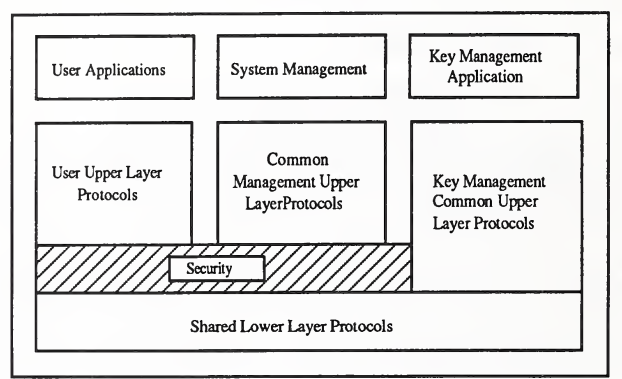 User Applications
System Management
Key Management
Application
User Upper Layer
Protocols
Common
Management Upper
LayerProtocols
Key Management
Common Upper
Layer Protocols
Security
Shared Lower Layer Protocols